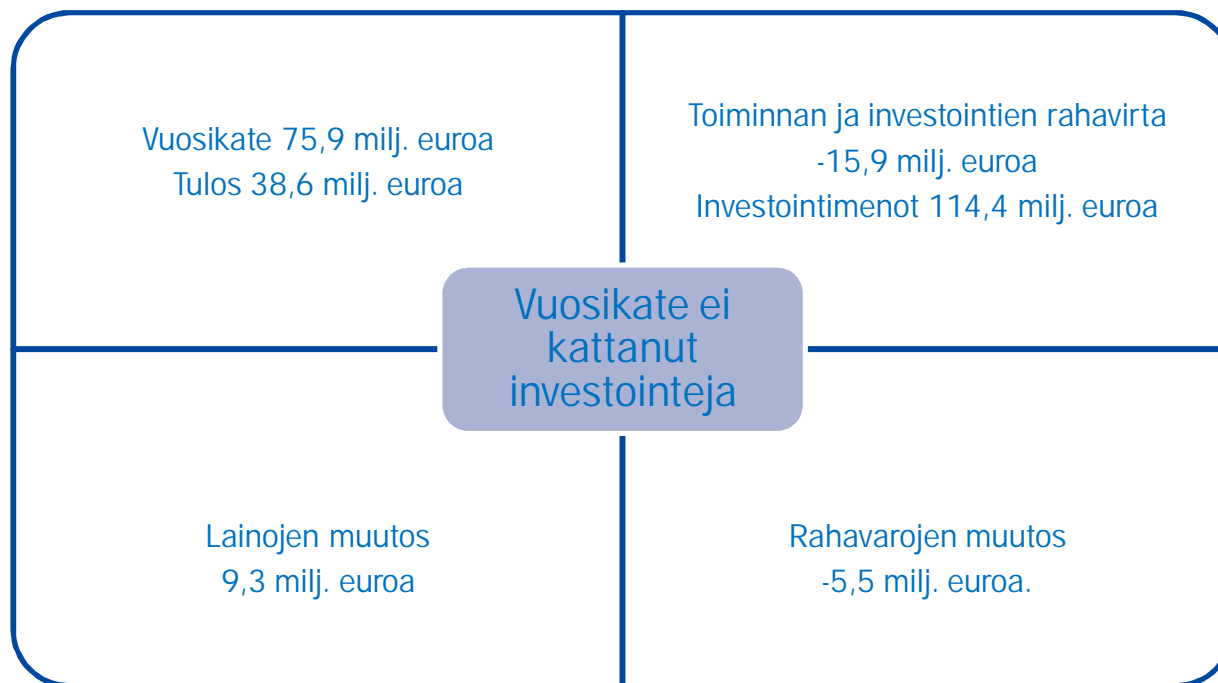 Vuosikate 75,9 milj. euroa
Tulos 38,6 milj. euroa
Toiminnan ja investointien rahavirta
-15,9 milj. euroa
Investointimenot 114,4 milj. euroa
Vuosikate ei
kattanut
investointeja
Lainojen muutos
9,3 milj. euroa
Rahavarojen muutos
-5,5 milj. euroa.